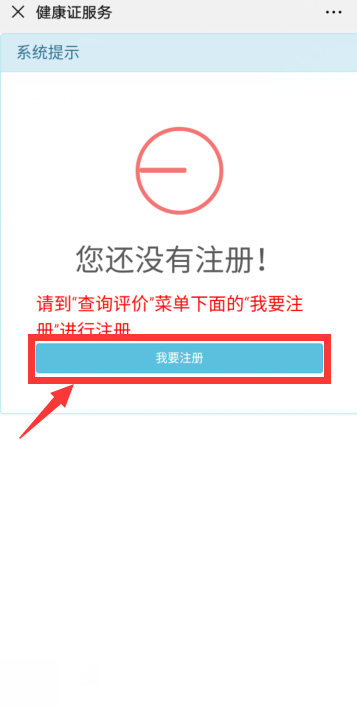 健康证服务
系统提示
您还没有注册！
请到“查询评价”菜单下面的“我要注
册”进行注册
我要注册